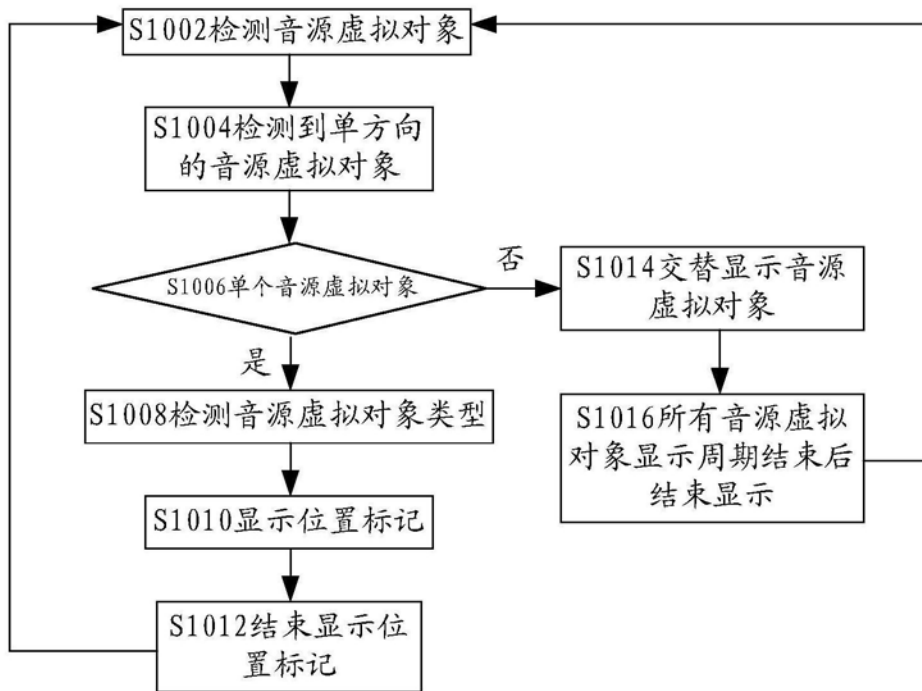 S1002检测音源虚拟对象
S1004检测到单方向
的音源虚拟对象
S1006单个音源虚拟对象
否
S1014交替显示音源
虚拟对象
是
S1008检测音源虚拟对象类型
S1016所有音源虚拟
对象显示周期结束后
结束显示
S1010显示位置标记
S1012结束显示位
置标记